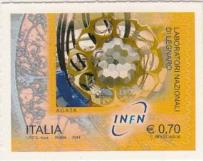 LABORATORI NAZIONALI
DI LEGNARO
AGATA
INFN
ITALIA
€ 0,70